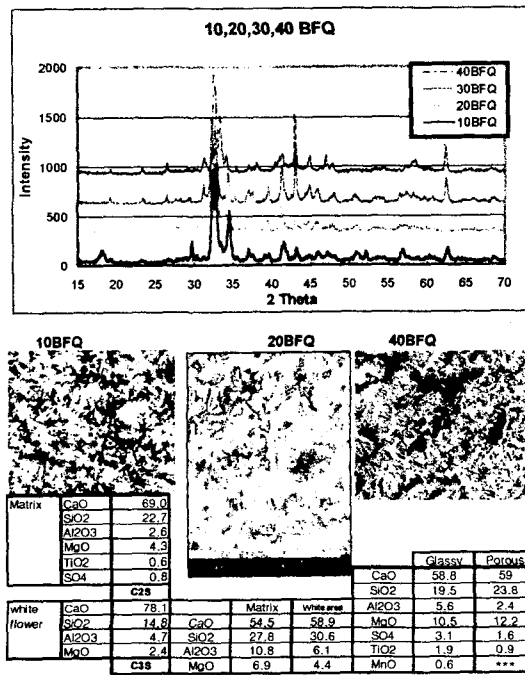 10,20,30,40 BFQ
2000
1500
1000
500
0
Intensity
15 20 25 30 35 40 45 50 55 60 65 70
2 Theta
40BFQ
30BFQ
20BFQ
10BFQ
10BFQ 20BFQ 40BFQ
Matrix CaO 69.0
SiO2 22.7
Al2O3 2.6
MgO 4.3
TiO2 0.6
SO4 0.8
C2S
white flower CaO 78.1
SiO2 14.8
Al2O3 4.7
MgO 2.4
C3S
Matrix White area
CaO 54.5 58.9
SiO2 27.8 30.6
Al2O3 10.8 6.1
MgO 6.9 4.4
Glassy Porous
CaO 58.8 59
SiO2 19.5 23.8
Al2O3 5.6 2.4
MgO 10.5 12.2
SO4 3.1 1.6
TiO2 1.9 0.9
MnO 0.6 ***